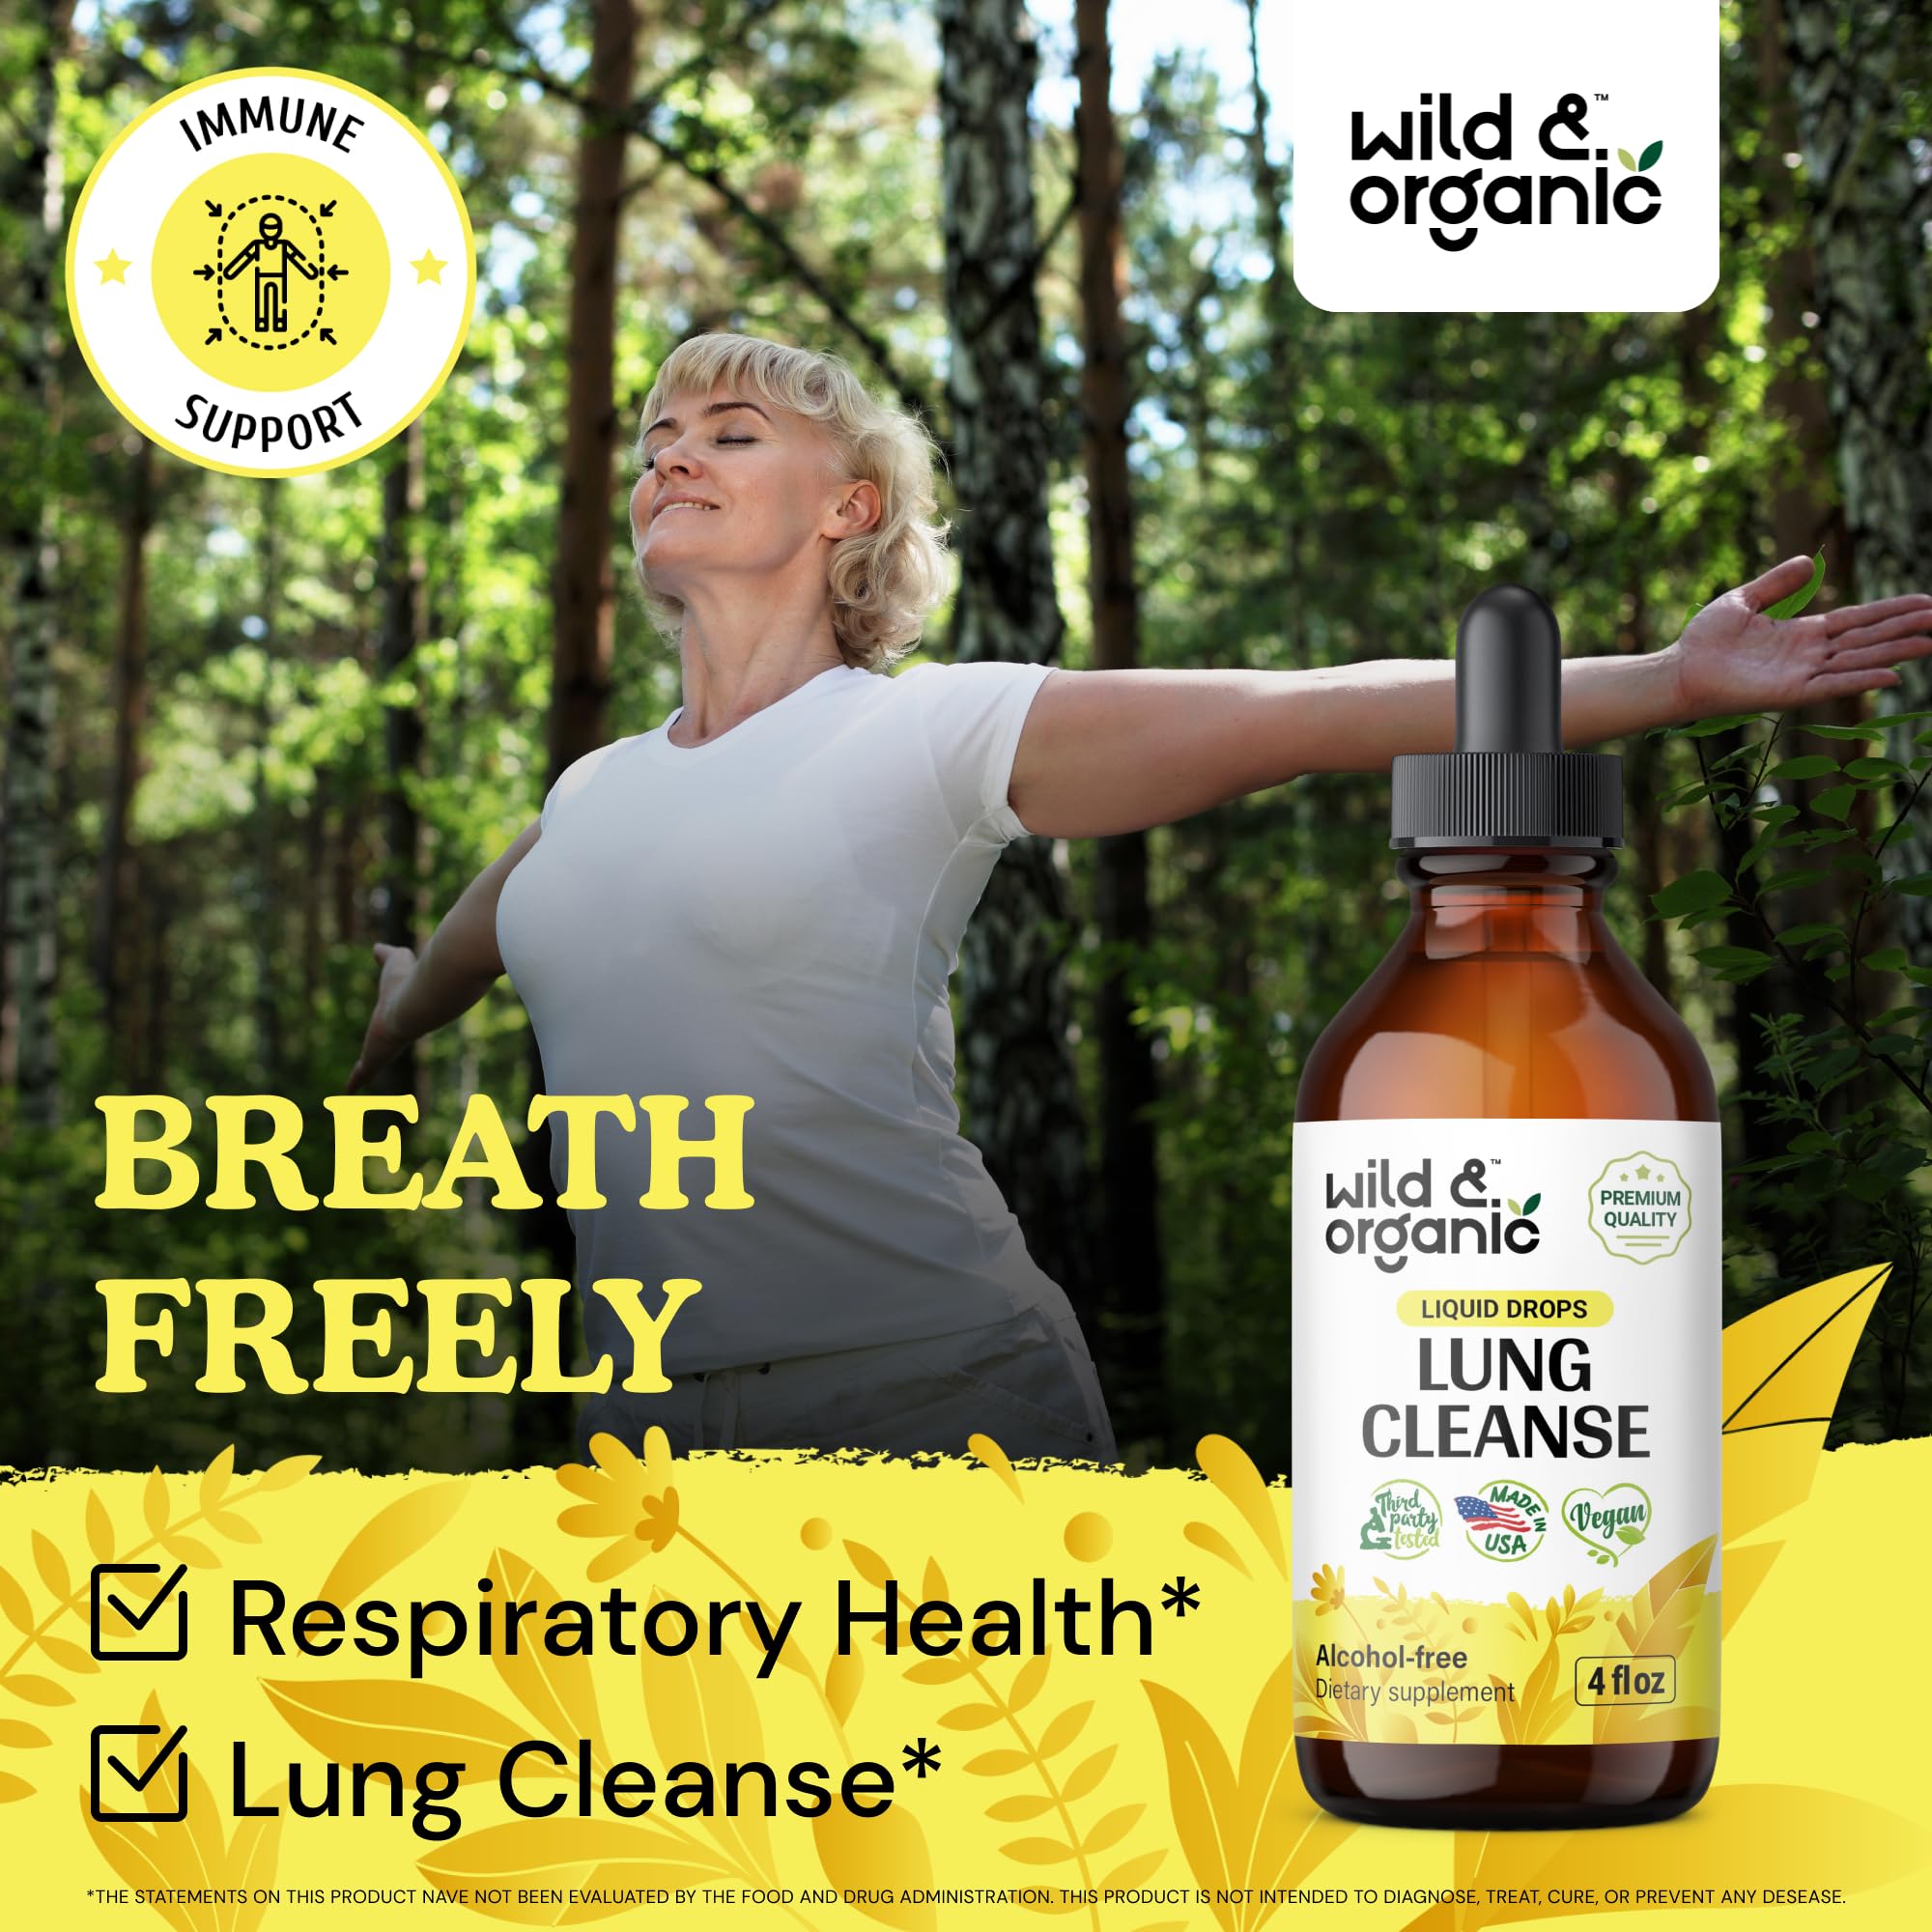 IMMUNE
SUPPORT
wild &™
organic
BREATH
FREELY
wild &™
organic
PREMIUM
QUALITY
LIQUID DROPS
LUNG
CLEANSE
Third
party
tested
MADE IN
USA
Vegan
Alcohol-free
Dietary supplement
4 fl oz
Respiratory Health*
Lung Cleanse*
*THE STATEMENTS ON THIS PRODUCT NAVE NOT BEEN EVALUATED BY THE FOOD AND DRUG ADMINISTRATION. THIS PRODUCT IS NOT INTENDED TO DIAGNOSE, TREAT, CURE, OR PREVENT ANY DESEASE.